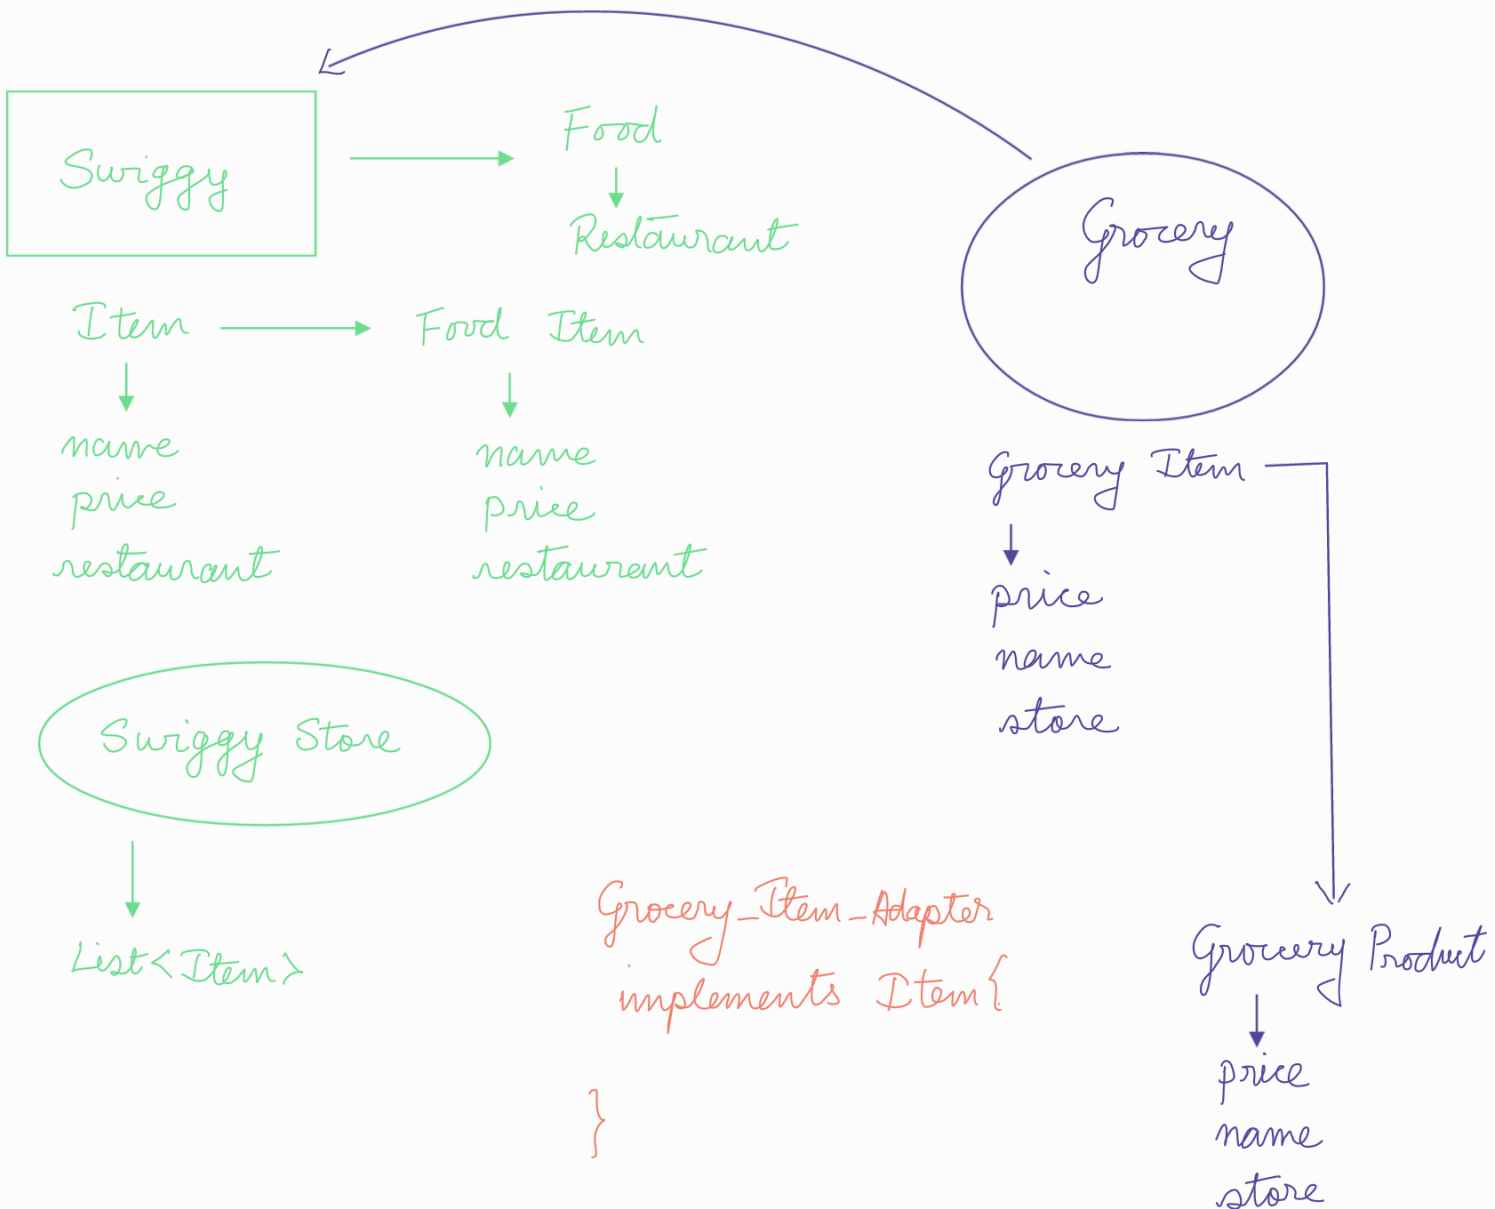 Swiggy
Food
Restaurant
Item
Food Item
name
price
restaurant
name
price
restaurant
Swiggy Store
List<Item>
Grocery
Grocery Item
price
name
store
Grocery_Item_Adapter
implements Item{
}
Grocery Product
price
name
store